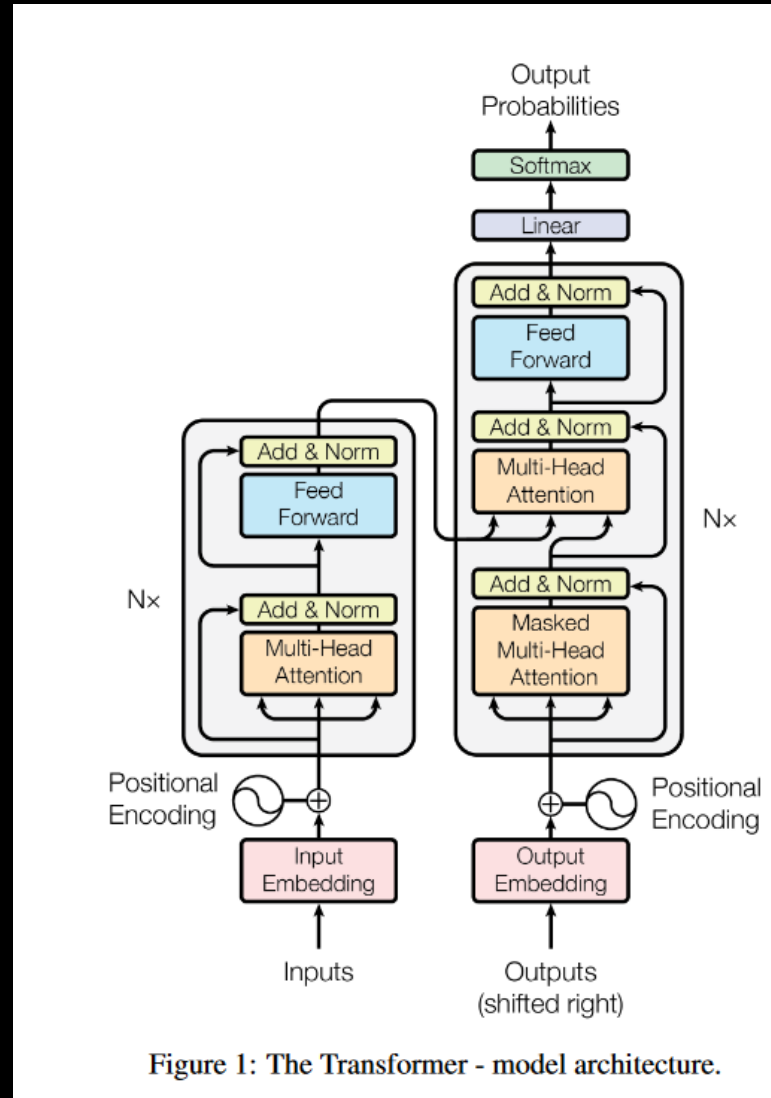 Output
Probabilities
Softmax
Linear
Add & Norm
Feed
Forward
Add & Norm
Multi-Head
Attention
Nx
Add & Norm
Masked
Multi-Head
Attention
Add & Norm
Feed
Forward
Nx
Add & Norm
Multi-Head
Attention
Positional
Encoding
Positional
Encoding
Input
Embedding
Output
Embedding
Inputs
Outputs
(shifted right)
Figure 1: The Transformer - model architecture.